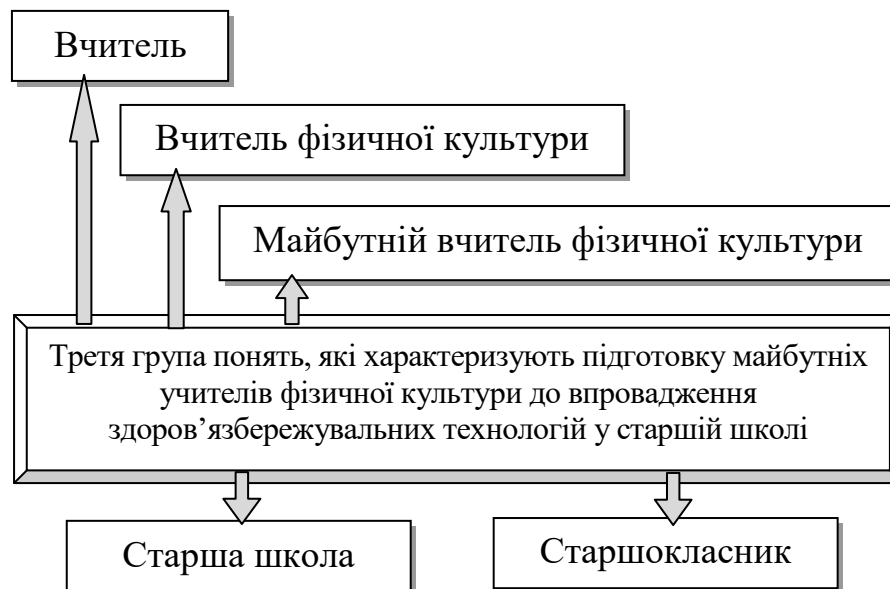 Вчитель
Вчитель фізичної культури
Майбутній вчитель фізичної культури
Третя група понять, які характеризують підготовку майбутніх
учителів фізичної культури до впровадження
здоров’язбережувальних технологій у старшій школі
Старша школа
Старшокласник